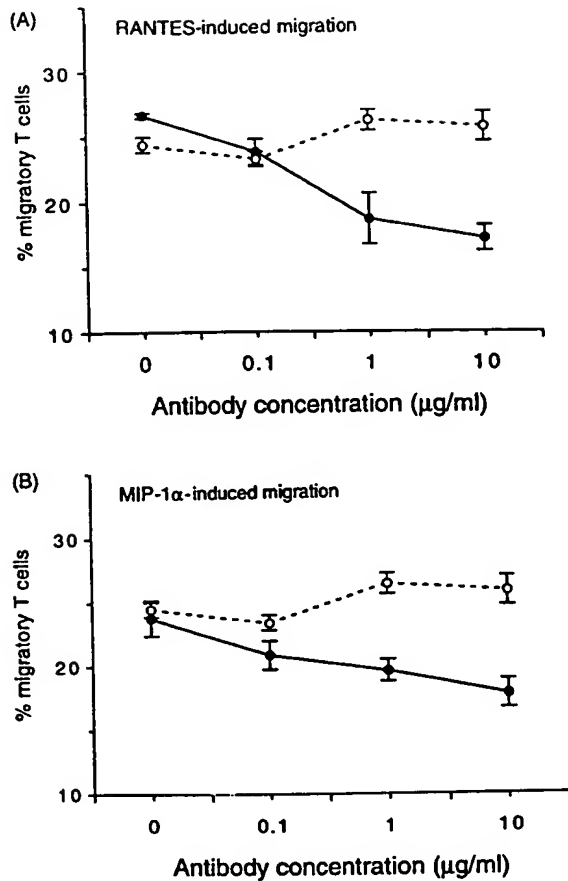 (A)
RANTES-induced migration
30
20
10
% migratory T cells
0 0.1 1 10
Antibody concentration (μg/ml)
(B)
MIP-1α-induced migration
30
20
10
% migratory T cells
0 0.1 1 10
Antibody concentration (μg/ml)